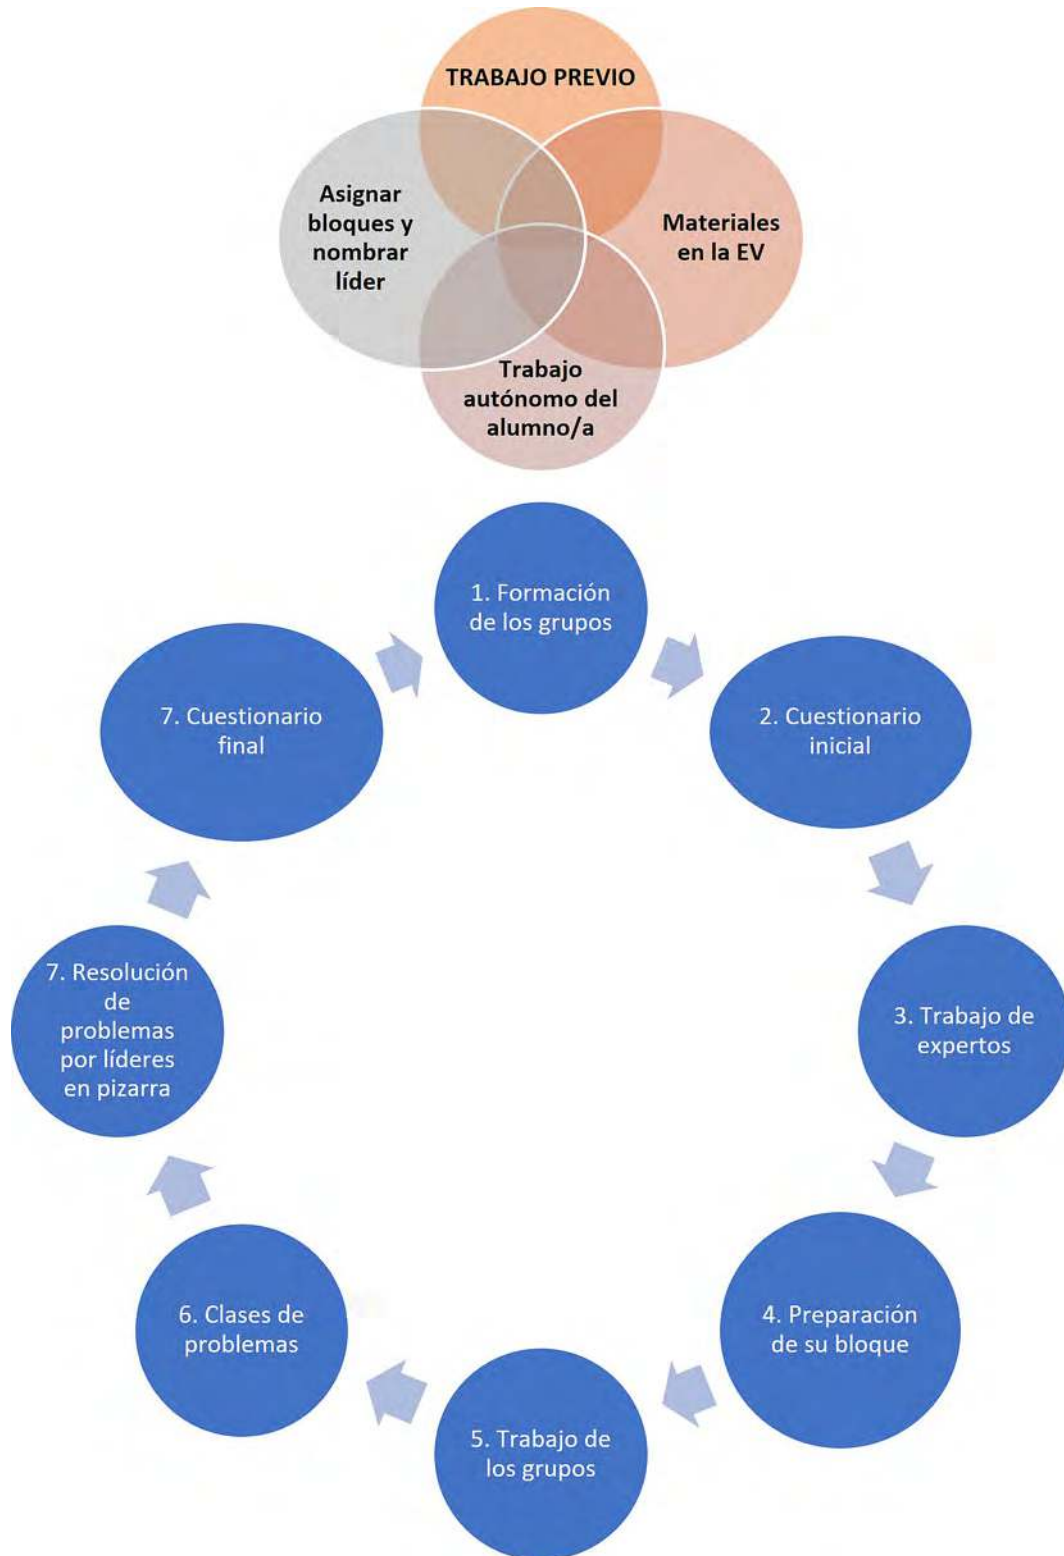 TRABAJO PREVIO
Asignar
bloques y
nombrar
líder
Materiales
en la EV
Trabajo
autónomo del
alumno/a
1. Formación
de los grupos
2. Cuestionario
inicial
3. Trabajo de
expertos
4. Preparación
de su bloque
5. Trabajo de
los grupos
6. Clases de
problemas
7. Resolución
de
problemas
por líderes
en pizarra
7. Cuestionario
final